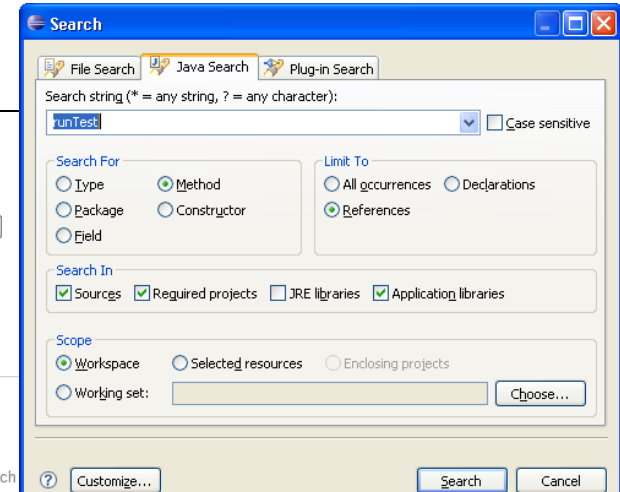 Search
File Search Java Search Plug-in Search
Search string (* = any string, ? = any character):
runTest Case sensitive
Search For Limit To
Type Method All occurrences Declarations
Package Constructor References
Field
Search In
Sources Required projects JRE libraries Application libraries
Scope
Workspace Selected resources Enclosing projects
Working set: Choose...
ch ? Customize... Search Cancel